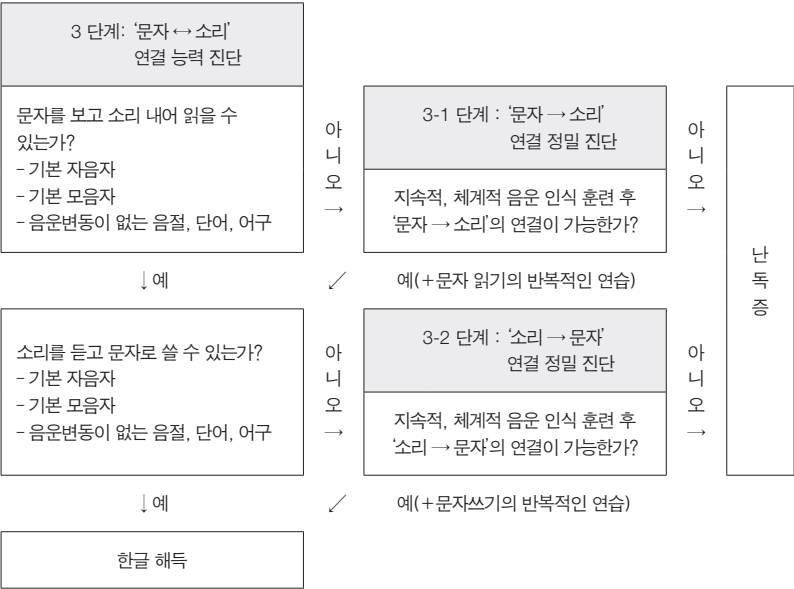 3 단계: ‘문자 ↔ 소리’
연결 능력 진단
문자를 보고 소리 내어 읽을 수
있는가?
- 기본 자음자
- 기본 모음자
- 음운변동이 없는 음절, 단어, 어구
아
니
오
→
3-1 단계 : ‘문자 → 소리’
연결 정밀 진단
지속적, 체계적 음운 인식 훈련 후
‘문자 → 소리’의 연결이 가능한가?
아
니
오
→
↓예
↙ 예(+문자 읽기의 반복적인 연습)
소리를 듣고 문자로 쓸 수 있는가?
- 기본 자음자
- 기본 모음자
- 음운변동이 없는 음절, 단어, 어구
아
니
오
→
3-2 단계 : ‘소리 → 문자’
연결 정밀 진단
지속적, 체계적 음운 인식 훈련 후
‘소리 → 문자’의 연결이 가능한가?
아
니
오
→
난
독
증
↓예
↙ 예(+문자쓰기의 반복적인 연습)
한글 해득